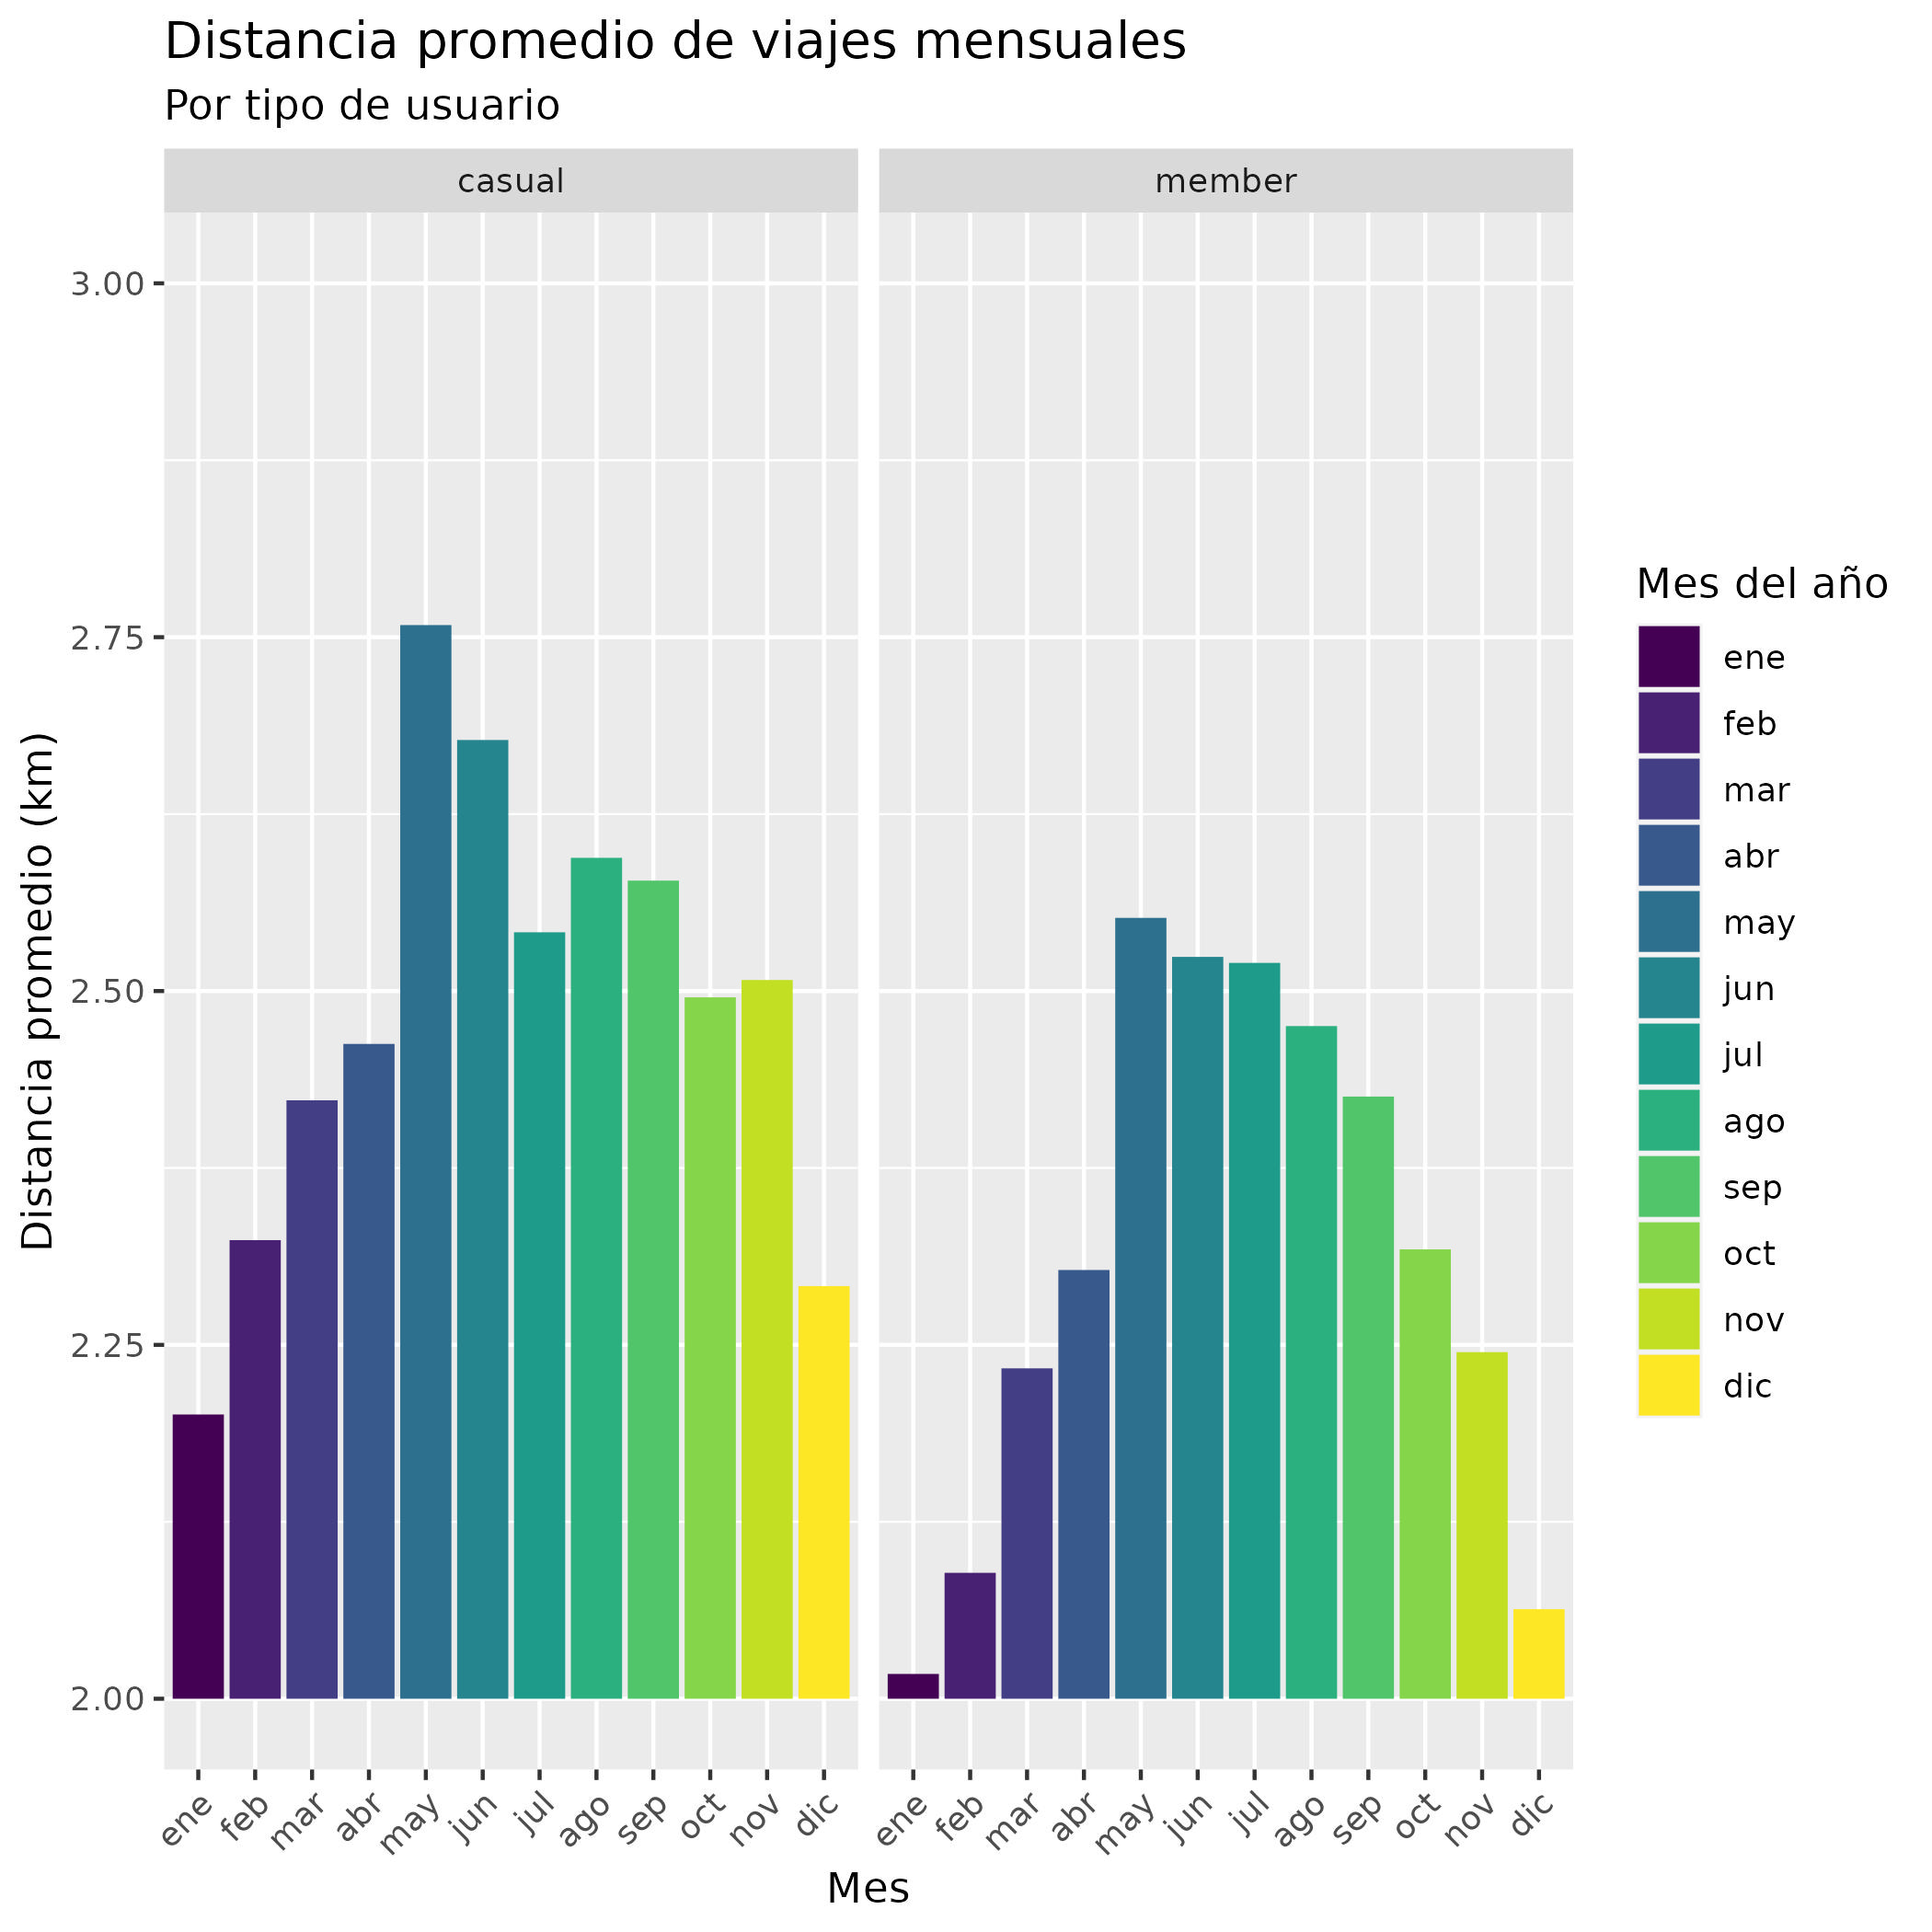 Distancia promedio de viajes mensuales
Por tipo de usuario
casual
member
Distancia promedio (km)
3.00
2.75
2.50
2.25
2.00
ene
feb
mar
abr
may
jun
jul
ago
sep
oct
nov
dic
ene
feb
mar
abr
may
jun
jul
ago
sep
oct
nov
dic
Mes
Mes del año
ene
feb
mar
abr
may
jun
jul
ago
sep
oct
nov
dic